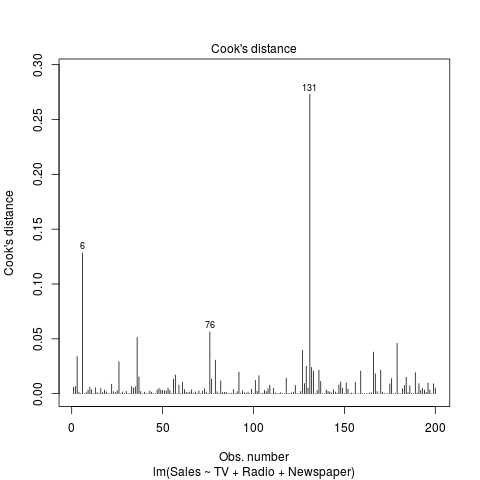 Cook's distance
Cook's distance
0.30
0.25
0.20
0.15
0.10
0.05
0.00
131
6
76
0 50 100 150 200
Obs. number
lm(Sales ~ TV + Radio + Newspaper)